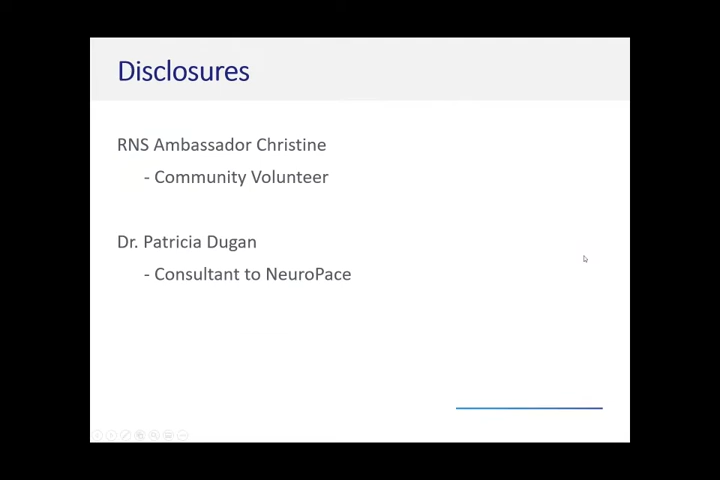 Disclosures
RNS Ambassador Christine
- Community Volunteer
Dr. Patricia Dugan
- Consultant to NeuroPace